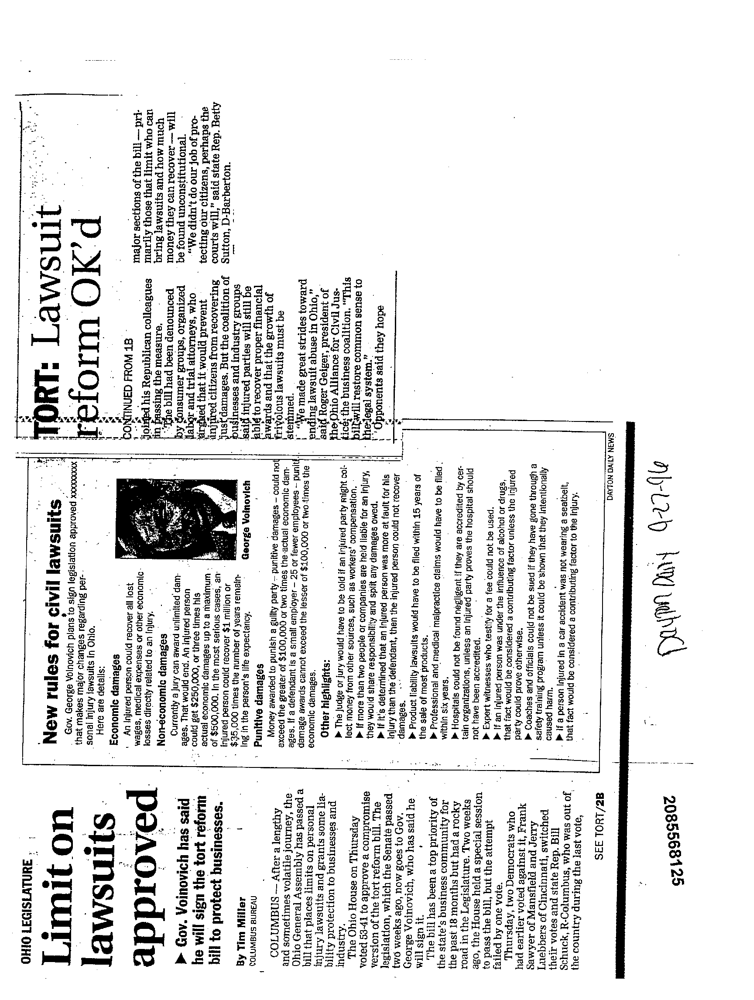 OHIO LEGISLATURE
Limit on
lawsuits
approved
▶ Gov. Voinovich has said
he will sign the tort reform
bill to protect businesses.
By Tim Miller
COLUMBUS BUREAU
COLUMBUS — After a lengthy
and sometimes volatile journey, the
Ohio General Assembly has passed a
bill that places limits on personal
injury lawsuits and grants some lia-
bility protection to businesses and
industry.
The Ohio House on Thursday
voted 53-41 to approve a compromise
version of the tort reform bill. The
legislation, which the Senate passed
two weeks ago, now goes to Gov.
George Voinovich, who has said he
will sign it.
The bill has been a top priority of
the state's business community for
the past 18 months but had a rocky
road in the Legislature. Two weeks
ago, the House held a special session
to pass the bill, but the attempt
failed by one vote.
Thursday, two Democrats who
had earlier voted against it, Frank
Sawyer of Mansfield and Jerry
Luebbers of Cincinnati, switched
their votes and state Rep. Bill
Schuck, R-Columbus, who was out of
the country during the last vote,
SEE TORT/2B
New rules for civil lawsuits
Gov. George Voinovich plans to sign legislation approved xxxxxxxx
that makes major changes regarding per-
sonal injury lawsuits in Ohio.
Here are details:
Economic damages
An injured person could recover all lost
wages, medical expenses or other economic
losses directly related to an injury.
Non-economic damages
Currently a jury can award unlimited dam-
ages. That would end. An injured person
could get $250,000, or three times his
actual economic damages up to a maximum
of $500,000. In the most serious cases, an
injured person could recover $1 million or
$35,000 times the number of years remain-
ing in the person's life expectancy.
George Voinovich
Punitive damages
Money awarded to punish a guilty party – punitive damages – could not
exceed the greater of $100,000 or two times the actual economic dam-
ages. If a defendant is a small employer – 25 or fewer employees – puniti
damage awards cannot exceed the lesser of $100,000 or two times the
economic damages.
Other highlights:
▶ The judge or jury would have to be told if an injured party might col-
lect money from other sources, such as workers' compensation.
▶ If more than two people or companies are held liable for an injury,
they would share responsibility and split any damages owed.
▶ If it's determined that an injured person was more at fault for his
injury than the defendant, then the injured person could not recover
damages.
▶ Product liability lawsuits would have to be filed within 15 years of
the sale of most products.
▶ Professional and medical malpractice claims would have to be filed
within six years.
▶ Hospitals could not be found negligent if they are accredited by cer-
tain organizations, unless an injured party proves the hospital should
not have been accredited.
▶ Expert witnesses who testify for a fee could not be used.
▶ If an injured person was under the influence of alcohol or drugs,
that fact would be considered a contributing factor unless the injured
party could prove otherwise.
▶ Coaches and officials could not be sued if they have gone through a
safety training program unless it could be shown that they intentionally
caused harm.
▶ If a person injured in a car accident was not wearing a seatbelt,
that fact would be considered a contributing factor to the injury.
DAYTON DAILY NEWS
TORT: Lawsuit
reform OK'd
CONTINUED FROM 1B
joined his Republican colleagues
in passing the measure.
The bill had been denounced
by consumer groups, organized
labor and trial attorneys, who
argued that it would prevent
injured citizens from recovering
just damages. But the coalition of
businesses and industry groups
said injured parties will still be
able to recover proper financial
awards and that the growth of
frivolous lawsuits must be
stemmed.
"We made great strides toward
ending lawsuit abuse in Ohio,"
said Roger Geiger, president of
the Ohio Alliance for Civil Jus-
tice, the business coalition. "This
bill will restore common sense to
the legal system."
Opponents said they hope
major sections of the bill — pri-
marily those that limit who can
bring lawsuits and how much
money they can recover — will
be found unconstitutional.
"We didn't do our job of pro-
tecting our citizens, perhaps the
courts will," said state Rep. Betty
Sutton, D-Barberton.
Dayton Daily 9-27-96
2085568125